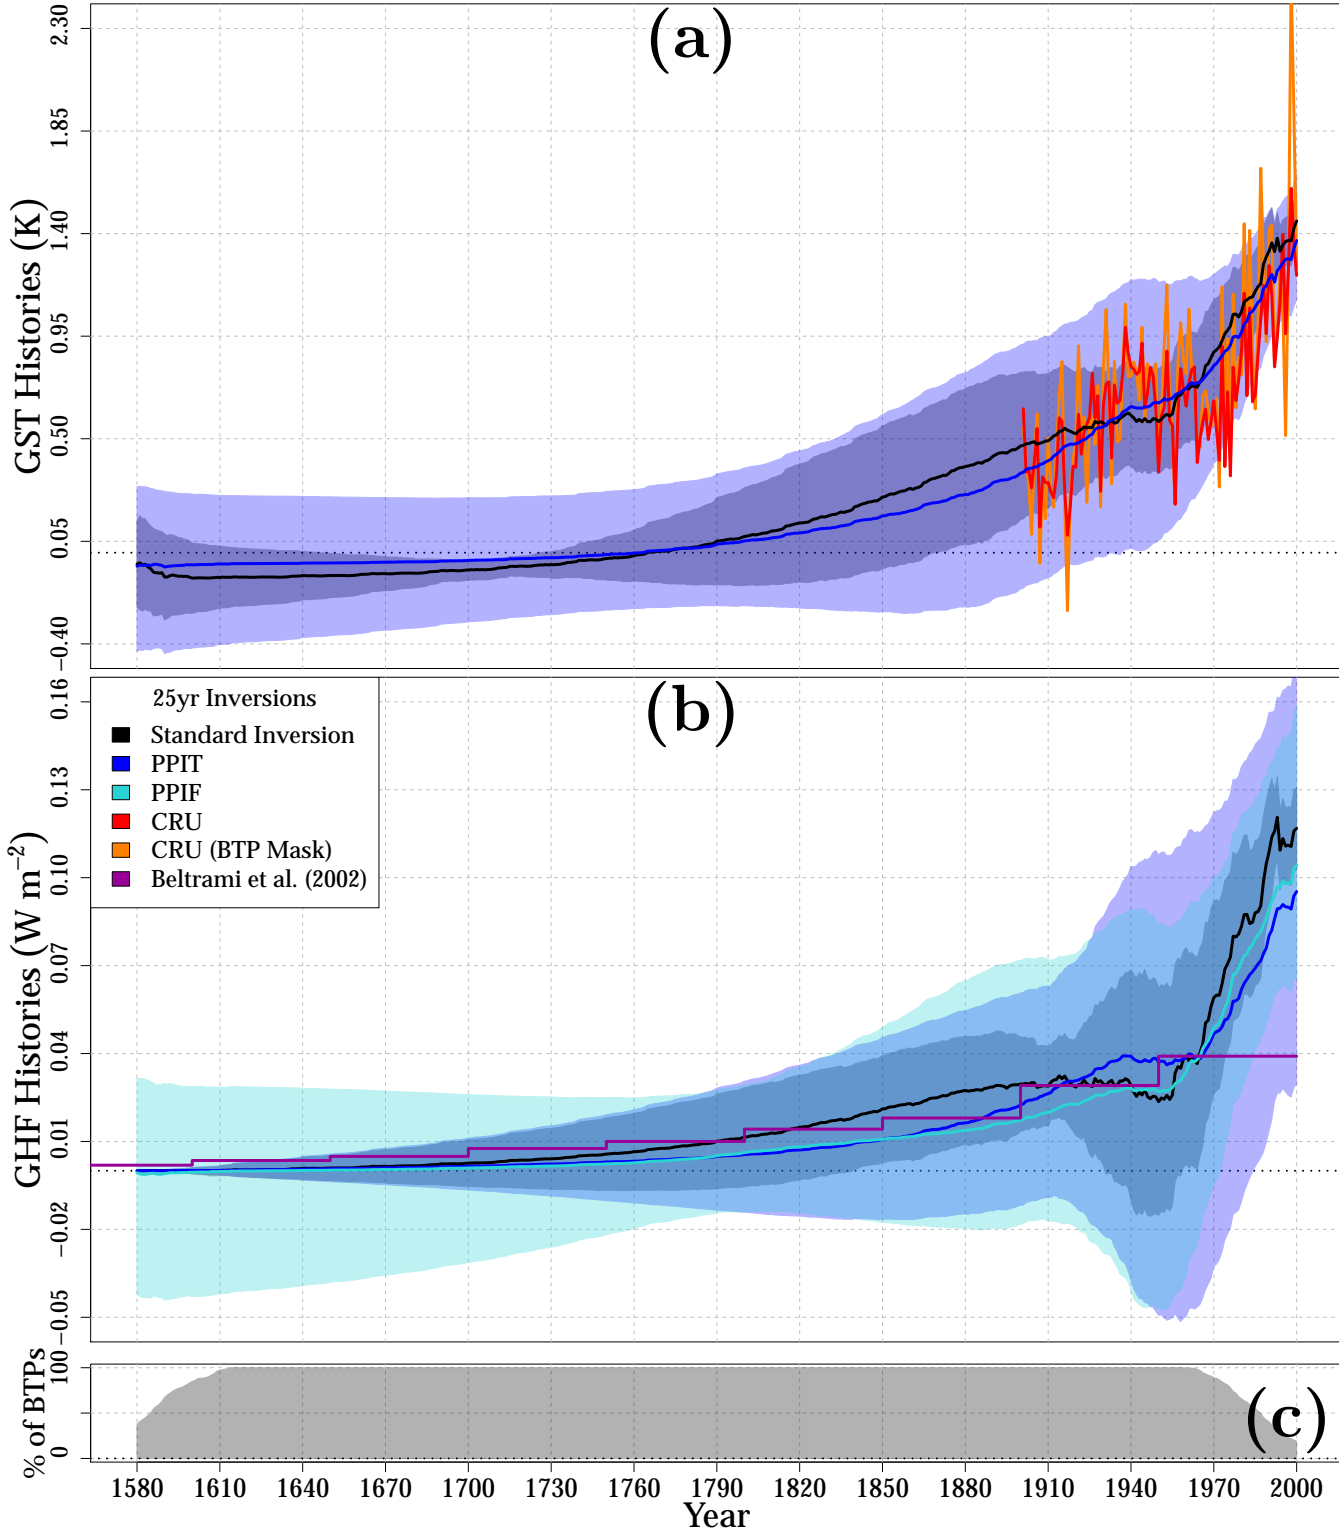 (a)
GST Histories (K)
2.30
1.85
1.40
0.95
0.50
0.05
−0.40
(b)
GHF Histories (W m−2)
0.16
0.13
0.10
0.07
0.04
0.01
−0.02
−0.05
25yr Inversions
Standard Inversion
PPIT
PPIF
CRU
CRU (BTP Mask)
Beltrami et al. (2002)
(c)
% of BTPs
100
0
1580 1610 1640 1670 1700 1730 1760 1790 1820 1850 1880 1910 1940 1970 2000
Year